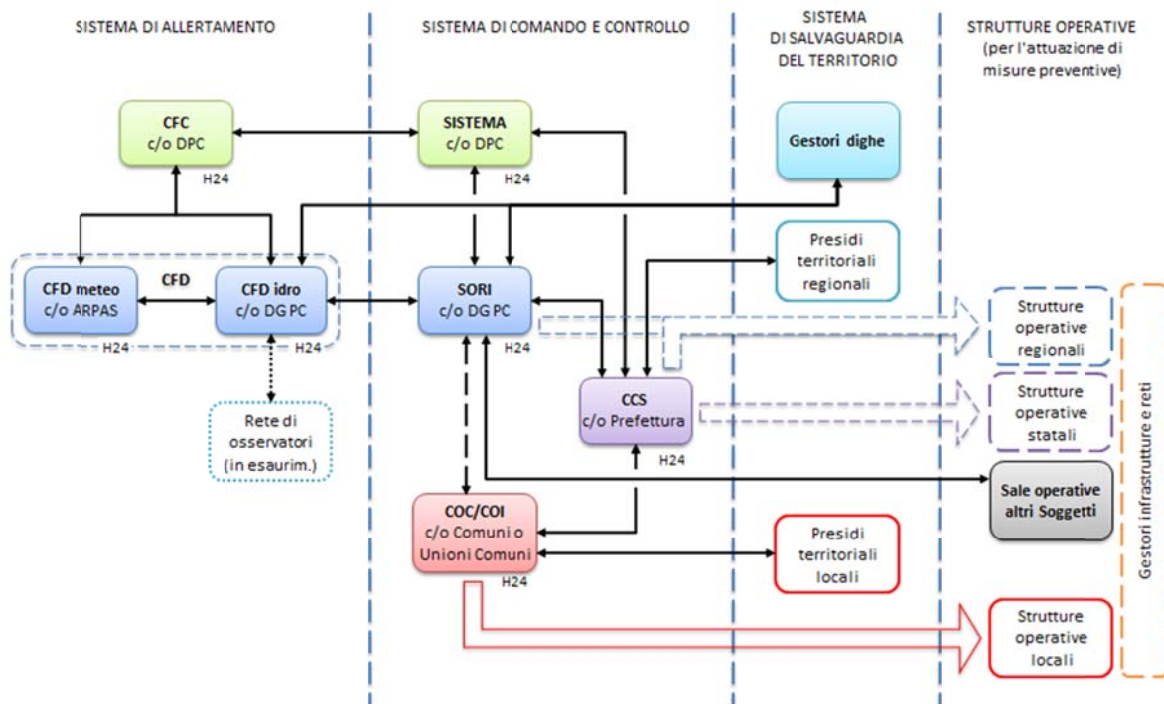 SISTEMA DI ALLERTAMENTO
SISTEMA DI COMANDO E CONTROLLO
SISTEMA
DI SALVAGUARDIA
DEL TERRITORIO
STRUTTURE OPERATIVE
(per l'attuazione di
misure preventive)
CFC
c/o DPC
H24
SISTEMA
c/o DPC
H24
Gestori dighe
Presidi
territoriali
regionali
CFD meteo
c/o ARPAS
H24
CFD
CFD idro
c/o DG PC
H24
SORI
c/o DG PC
H24
Strutture
operative
regionali
CCS
c/o Prefettura
H24
Strutture
operative
statali
Rete di
osservatori
(in esaurim.)
Sale operative
altri Soggetti
COC/COI
c/o Comuni o
Unioni Comuni
H24
Presidi
territoriali
locali
Strutture
operative
locali
Gestori infrastrutture e reti